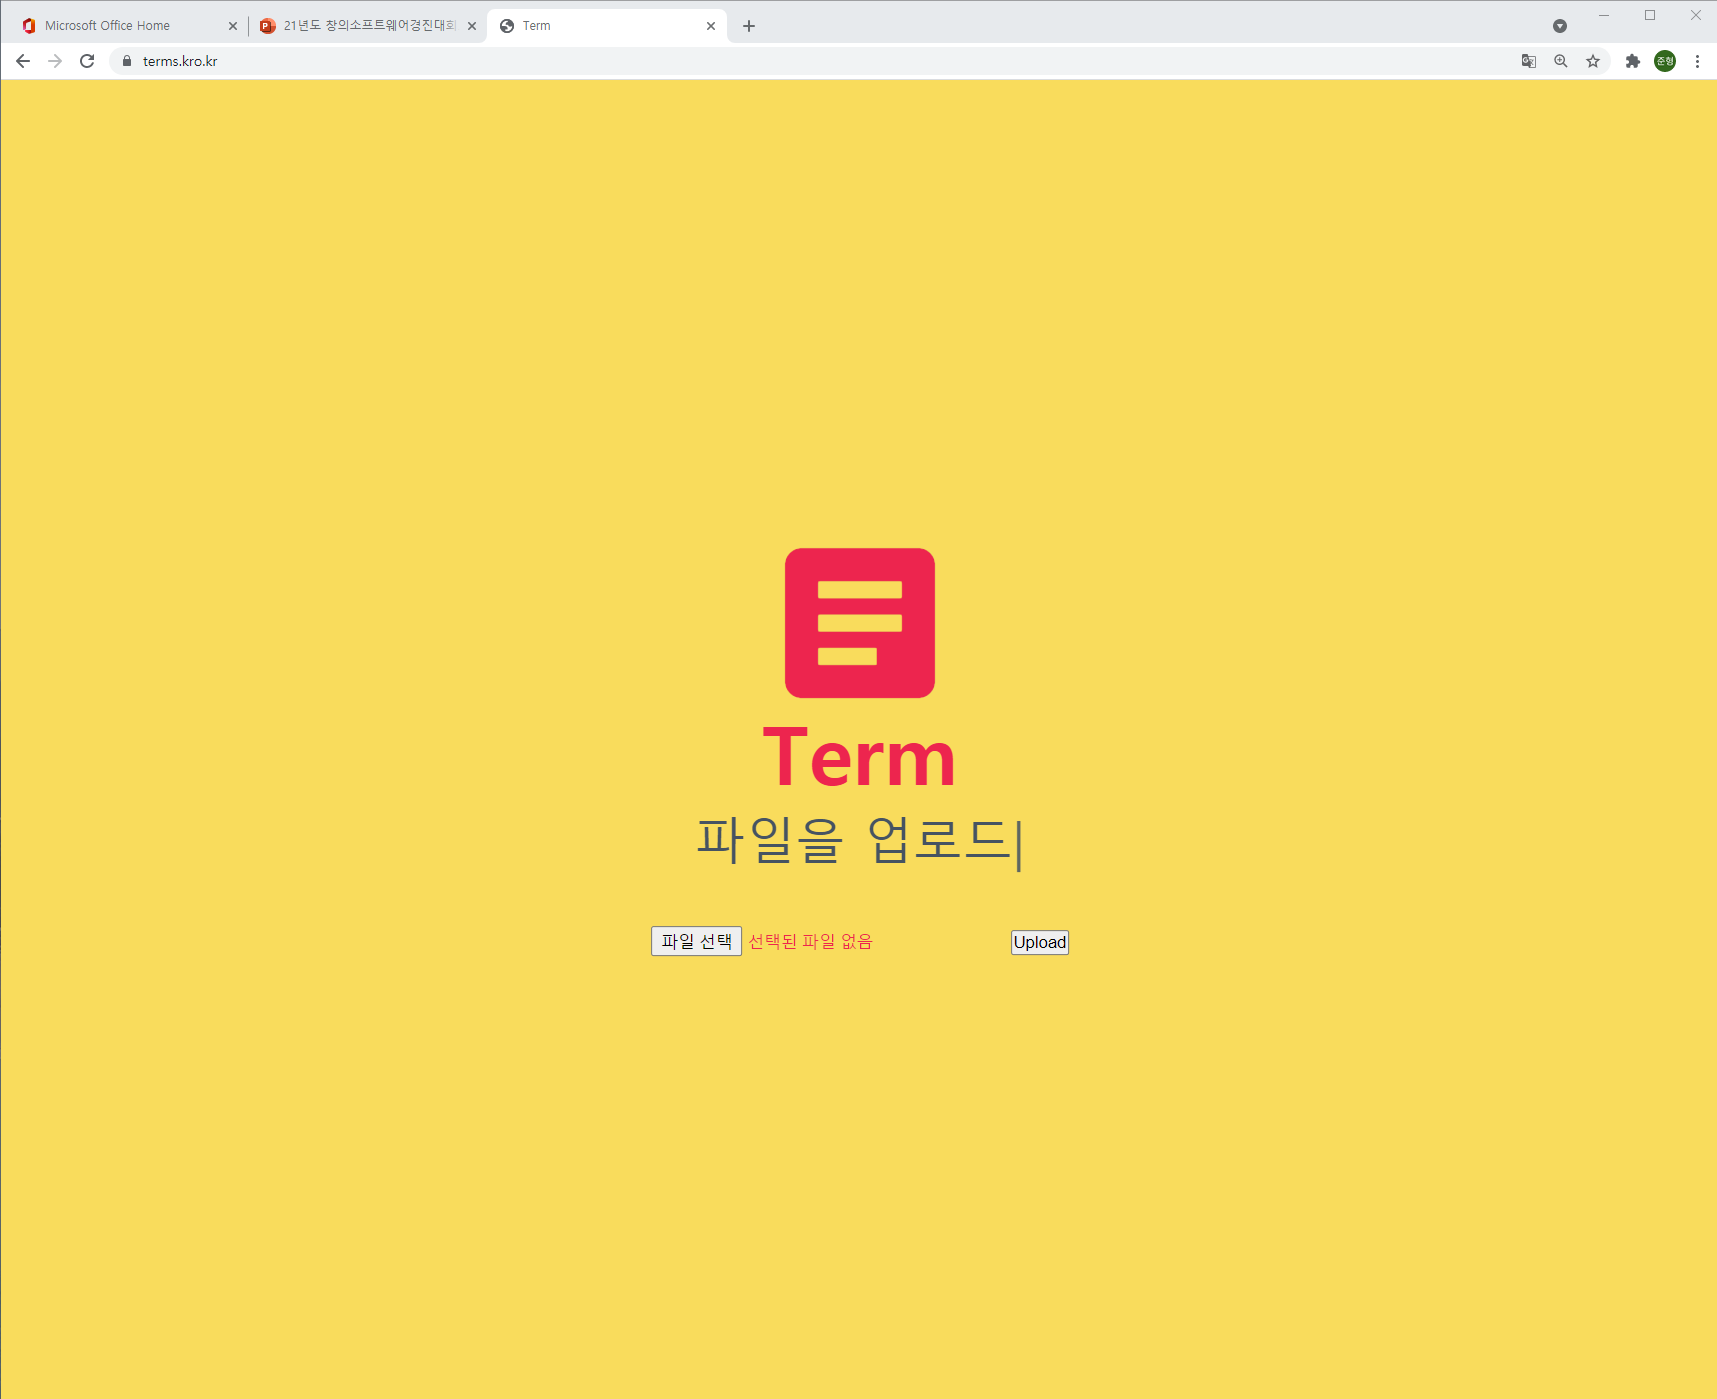 Microsoft Office Home
21년도 창의소프트웨어경진대회
Term
terms.kro.kr
준형
Term
파일을 업로드|
파일 선택 선택된 파일 없음
Upload